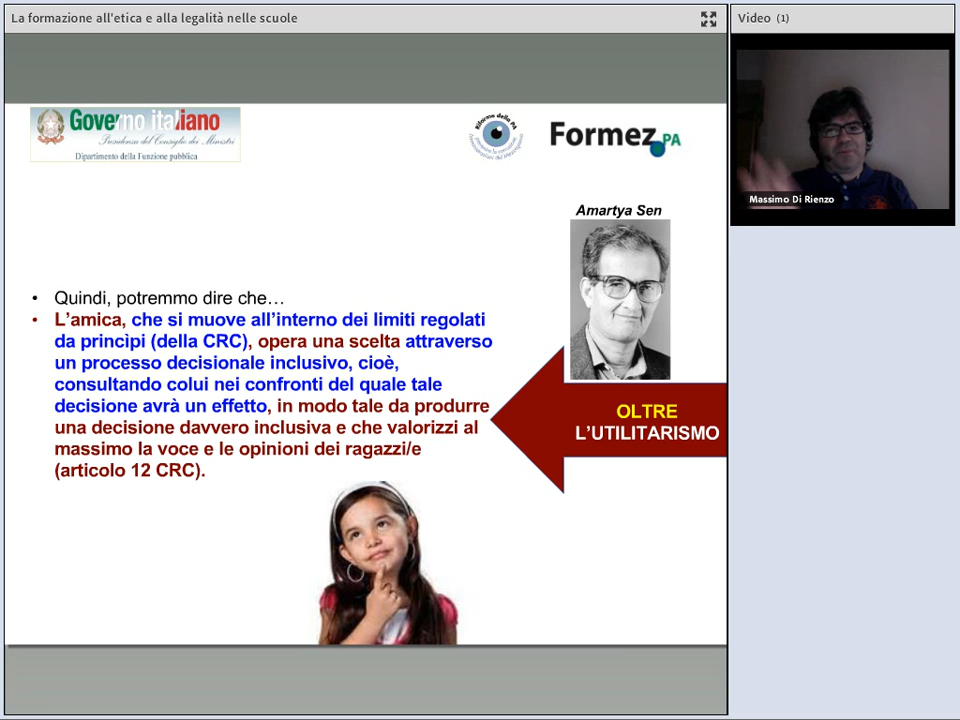 La formazione all'etica e alla legalità nelle scuole
Video (1)
Governo italiano
Presidenza del Consiglio dei Ministri
Dipartimento della Funzione pubblica
Riforme della PA
Formez PA
Massimo Di Rienzo
Amartya Sen
• Quindi, potremmo dire che…
• L’amica, che si muove all’interno dei limiti regolati
da princìpi (della CRC), opera una scelta attraverso
un processo decisionale inclusivo, cioè,
consultando colui nei confronti del quale tale
decisione avrà un effetto, in modo tale da produrre
una decisione davvero inclusiva e che valorizzi al
massimo la voce e le opinioni dei ragazzi/e
(articolo 12 CRC).
OLTRE
L’UTILITARISMO